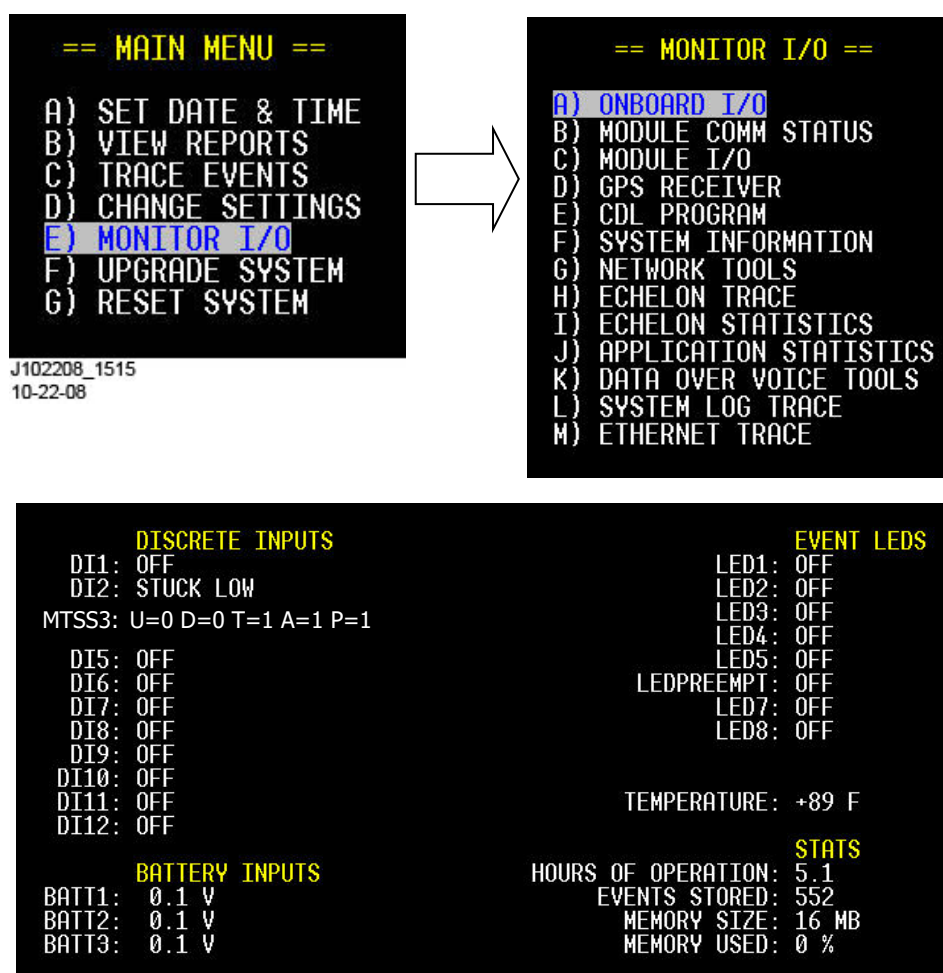 == MAIN MENU ==
A) SET DATE & TIME
B) VIEW REPORTS
C) TRACE EVENTS
D) CHANGE SETTINGS
E) MONITOR I/O
F) UPGRADE SYSTEM
G) RESET SYSTEM
J102208_1515
10-22-08
== MONITOR I/O ==
A) ONBOARD I/O
B) MODULE COMM STATUS
C) MODULE I/O
D) GPS RECEIVER
E) CDL PROGRAM
F) SYSTEM INFORMATION
G) NETWORK TOOLS
H) ECHELON TRACE
I) ECHELON STATISTICS
J) APPLICATION STATISTICS
K) DATA OVER VOICE TOOLS
L) SYSTEM LOG TRACE
M) ETHERNET TRACE
DISCRETE INPUTS
DI1: OFF
DI2: STUCK LOW
MTSS3: U=0 D=0 T=1 A=1 P=1
DI5: OFF
DI6: OFF
DI7: OFF
DI8: OFF
DI9: OFF
DI10: OFF
DI11: OFF
DI12: OFF
BATTERY INPUTS
BATT1: 0.1 V
BATT2: 0.1 V
BATT3: 0.1 V
EVENT LEDS
LED1: OFF
LED2: OFF
LED3: OFF
LED4: OFF
LED5: OFF
LEDPREEMPT: OFF
LED7: OFF
LED8: OFF
TEMPERATURE: +89 F
STATS
HOURS OF OPERATION: 5.1
EVENTS STORED: 552
MEMORY SIZE: 16 MB
MEMORY USED: 0 %